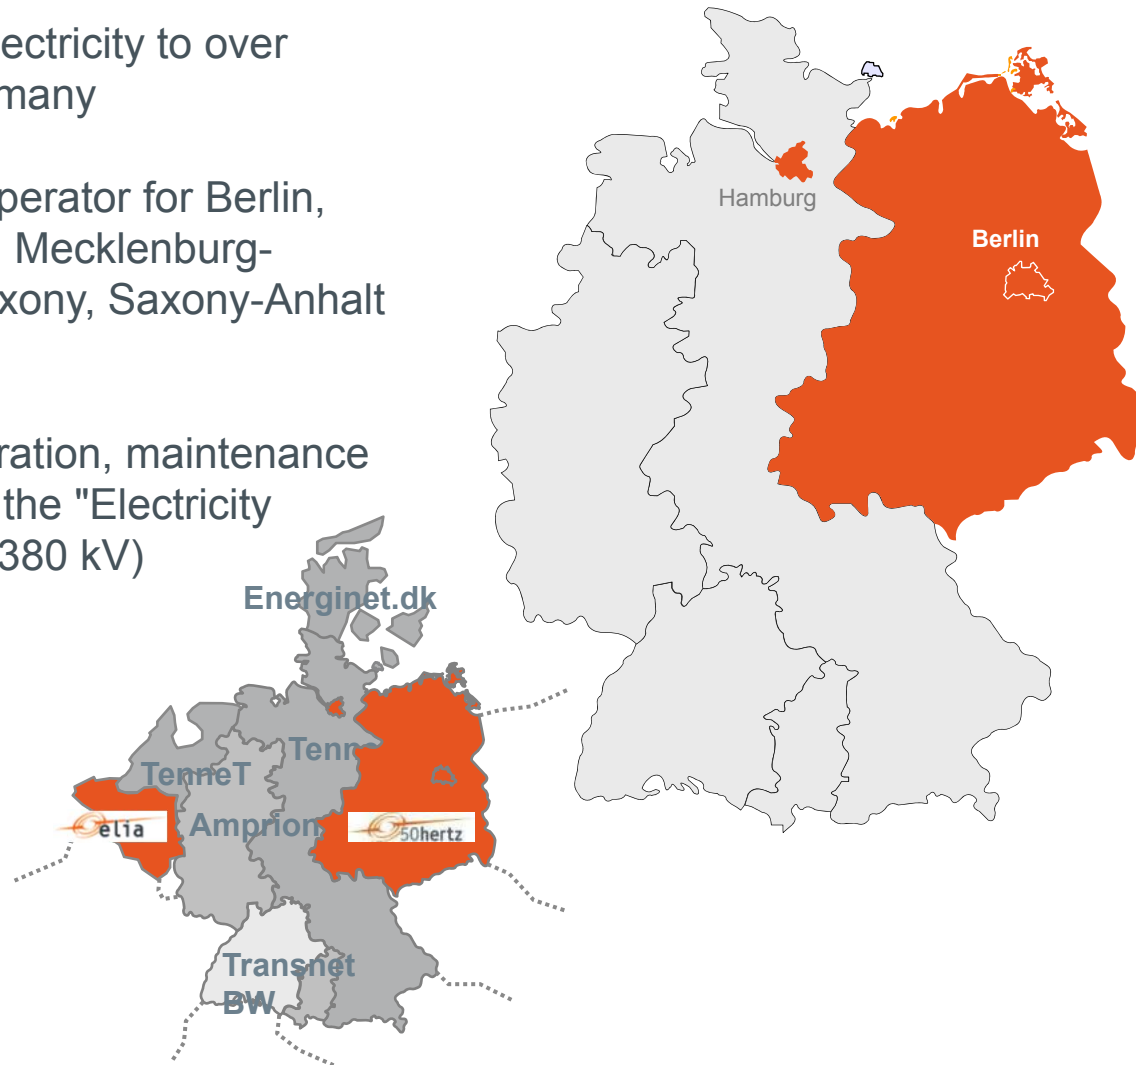 ectricity to over
many
perator for Berlin,
Mecklenburg-
xony, Saxony-Anhalt
ration, maintenance
the "Electricity
380 kV)
Hamburg
Berlin
Energinet.dk
Tenn
TenneT
elia
Amprion
50hertz
Transnet
BW